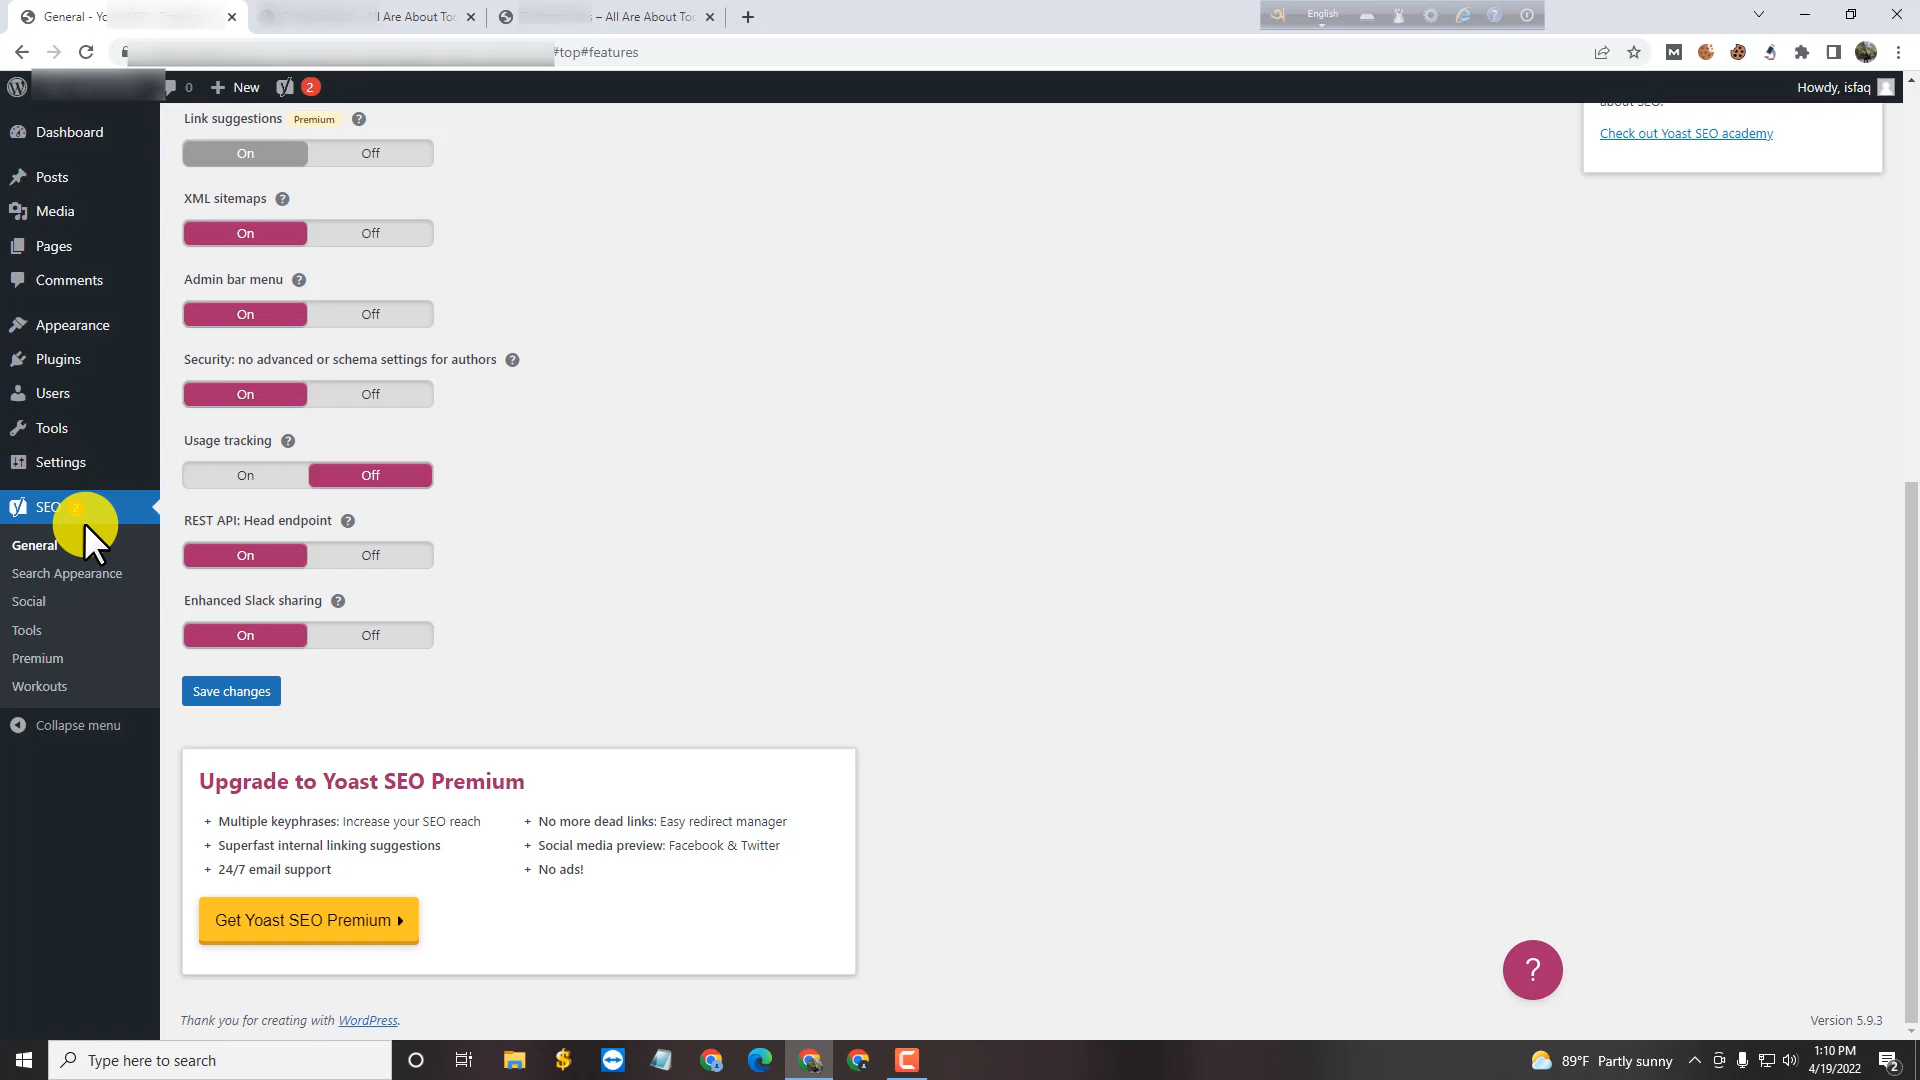 General - Yo
l Are About Too
– All Are About Too
English
#top#features
0
New
2
Howdy, isfaq
Dashboard
Posts
Media
Pages
Comments
Appearance
Plugins
Users
Tools
Settings
SEO 2
General
Search Appearance
Social
Tools
Premium
Workouts
Collapse menu
Link suggestions Premium ?
On Off
XML sitemaps ?
On Off
Admin bar menu ?
On Off
Security: no advanced or schema settings for authors ?
On Off
Usage tracking ?
On Off
REST API: Head endpoint ?
On Off
Enhanced Slack sharing ?
On Off
Save changes
about SEO.
Check out Yoast SEO academy
Upgrade to Yoast SEO Premium
+ Multiple keyphrases: Increase your SEO reach
+ Superfast internal linking suggestions
+ 24/7 email support
+ No more dead links: Easy redirect manager
+ Social media preview: Facebook & Twitter
+ No ads!
Get Yoast SEO Premium
?
Thank you for creating with WordPress.
Version 5.9.3
Type here to search
89°F Partly sunny
1:10 PM
4/19/2022
2